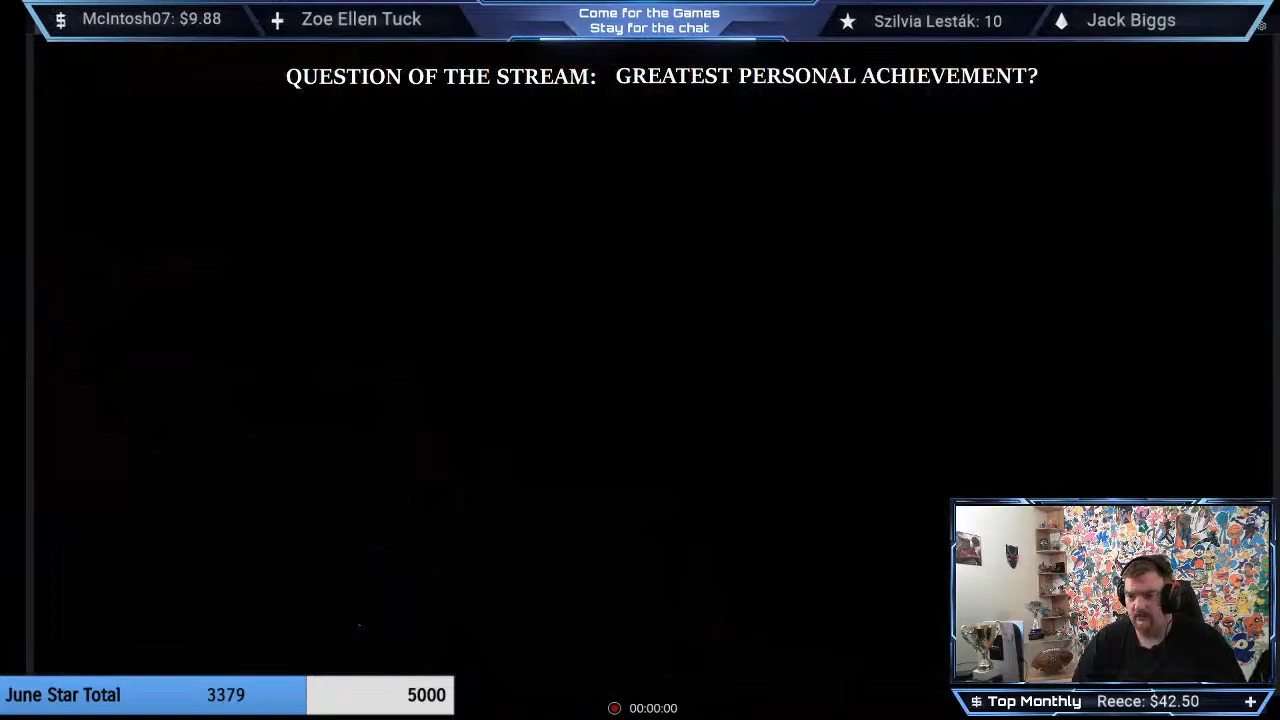 McIntosh07: $9.88
Zoe Ellen Tuck
Come for the Games
Stay for the chat
Szilvia Lesták: 10
Jack Biggs
QUESTION OF THE STREAM: GREATEST PERSONAL ACHIEVEMENT?
June Star Total 3379 5000
00:00:00
$ Top Monthly Reece: $42.50